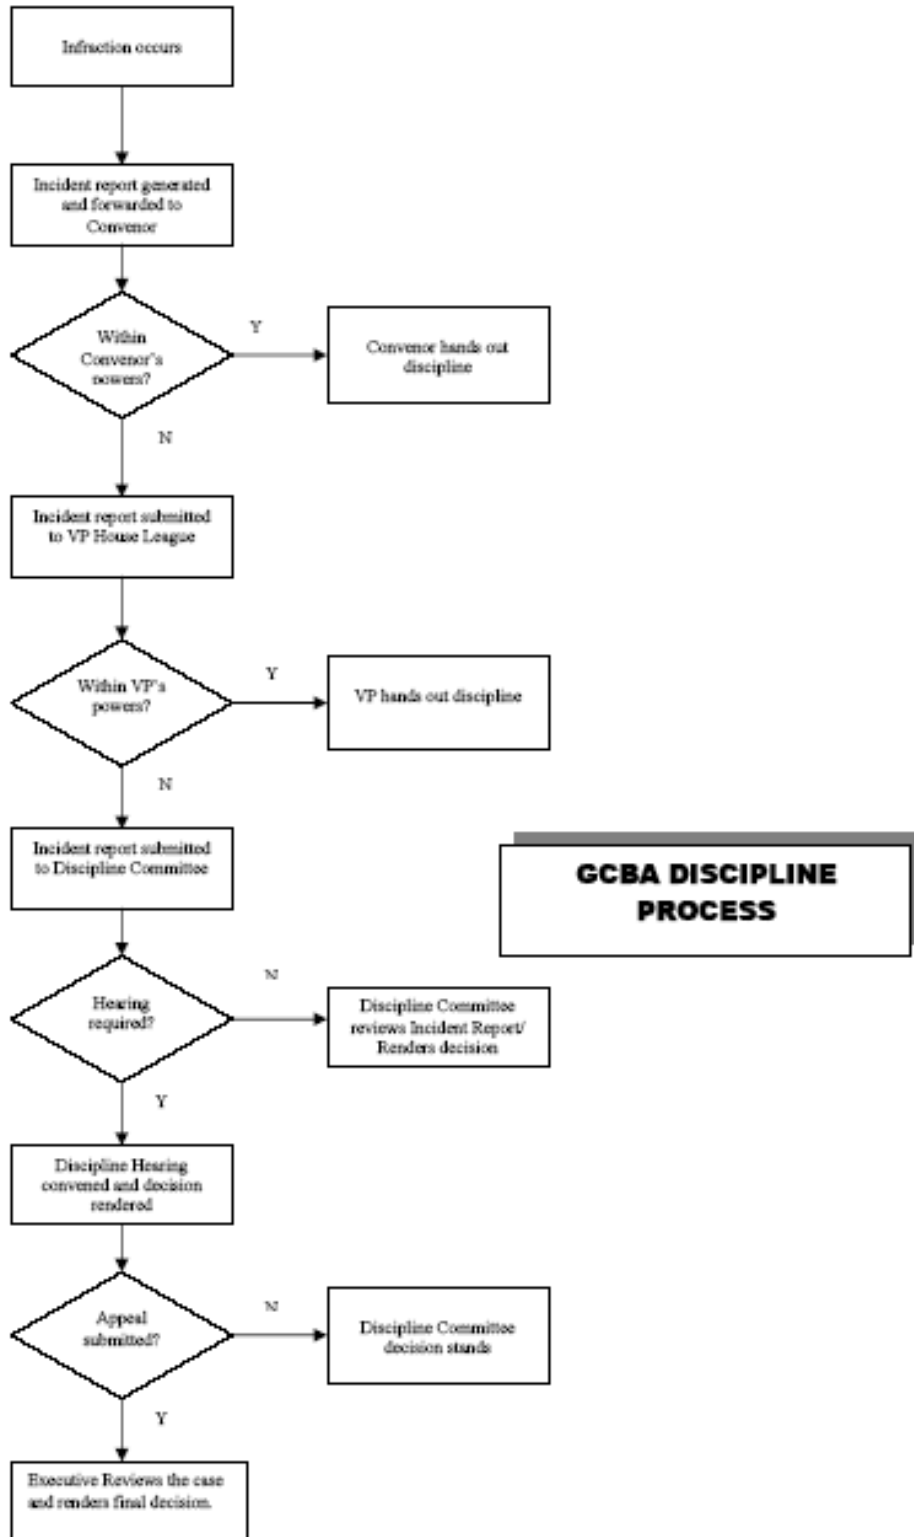 Infraction occurs
Incident report generated
and forwarded to
Convenor
Within
Convenor's
powers?
Y
Convenor hands out
discipline
N
Incident report submitted
to VP House League
Within VP's
powers?
Y
VP hands out discipline
N
Incident report submitted
to Discipline Committee
GCBA DISCIPLINE
PROCESS
Hearing
required?
N
Discipline Committee
reviews Incident Report/
Renders decision
Y
Discipline Hearing
convened and decision
rendered
Appeal
submitted?
N
Discipline Committee
decision stands
Y
Executive Reviews the case
and renders final decision.